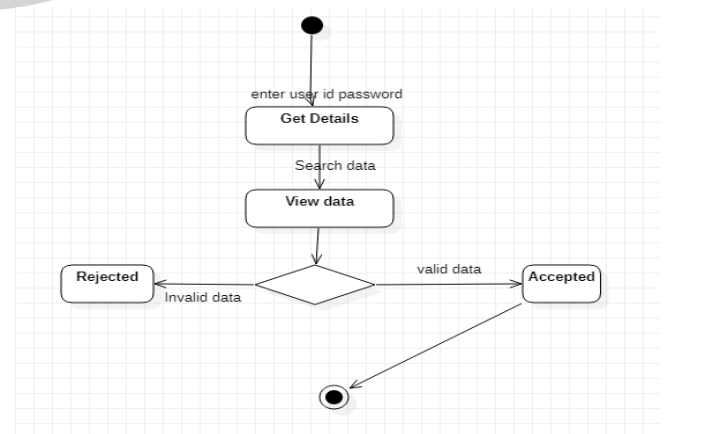 enter user id password
Get Details
Search data
View data
valid data
Rejected
Accepted
Invalid data